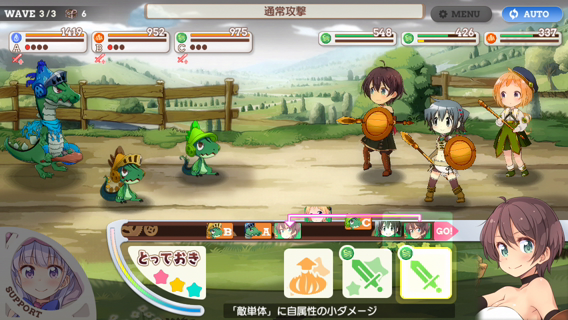 WAVE 3/3 6
通常攻撃
MENU
AUTO
1419
952
975
548
426
337
A
B
C
B
A
C
GO!
とっておき
SUPPORT
「敵単体」に自属性の小ダメージ